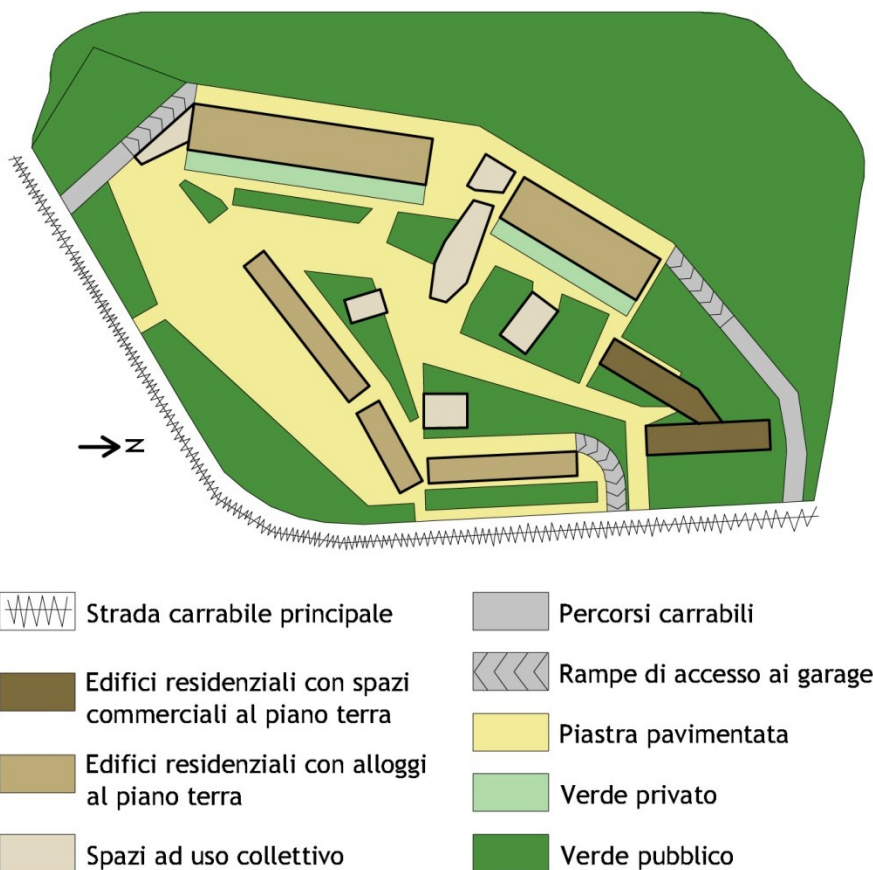 N
Strada carrabile principale
Edifici residenziali con spazi
commerciali al piano terra
Edifici residenziali con alloggi
al piano terra
Spazi ad uso collettivo
Percorsi carrabili
Rampe di accesso ai garage
Piastra pavimentata
Verde privato
Verde pubblico